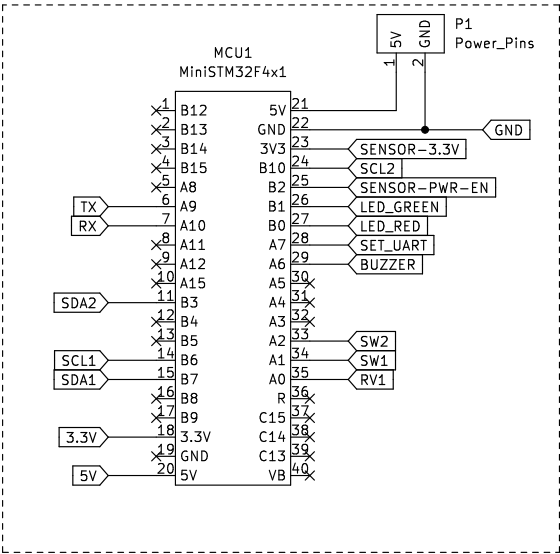 P1
Power_Pins
5V
GND
1
2
MCU1
MiniSTM32F4x1
1 B12 5V 21
2 B13 GND 22 GND
3 B14 3V3 23 SENSOR-3.3V
4 B15 B10 24 SCL2
5 A8 B2 25 SENSOR-PWR-EN
TX 6 A9 B1 26 LED_GREEN
RX 7 A10 B0 27 LED_RED
8 A11 A7 28 SET_UART
9 A12 A6 29 BUZZER
10 A15 A5 30
SDA2 11 B3 A4 31
12 B4 A3 32
13 B5 A2 33 SW2
SCL1 14 B6 A1 34 SW1
SDA1 15 B7 A0 35 RV1
16 B8 R 36
17 B9 C15 37
3.3V 18 3.3V C14 38
19 GND C13 39
5V 20 5V VB 40